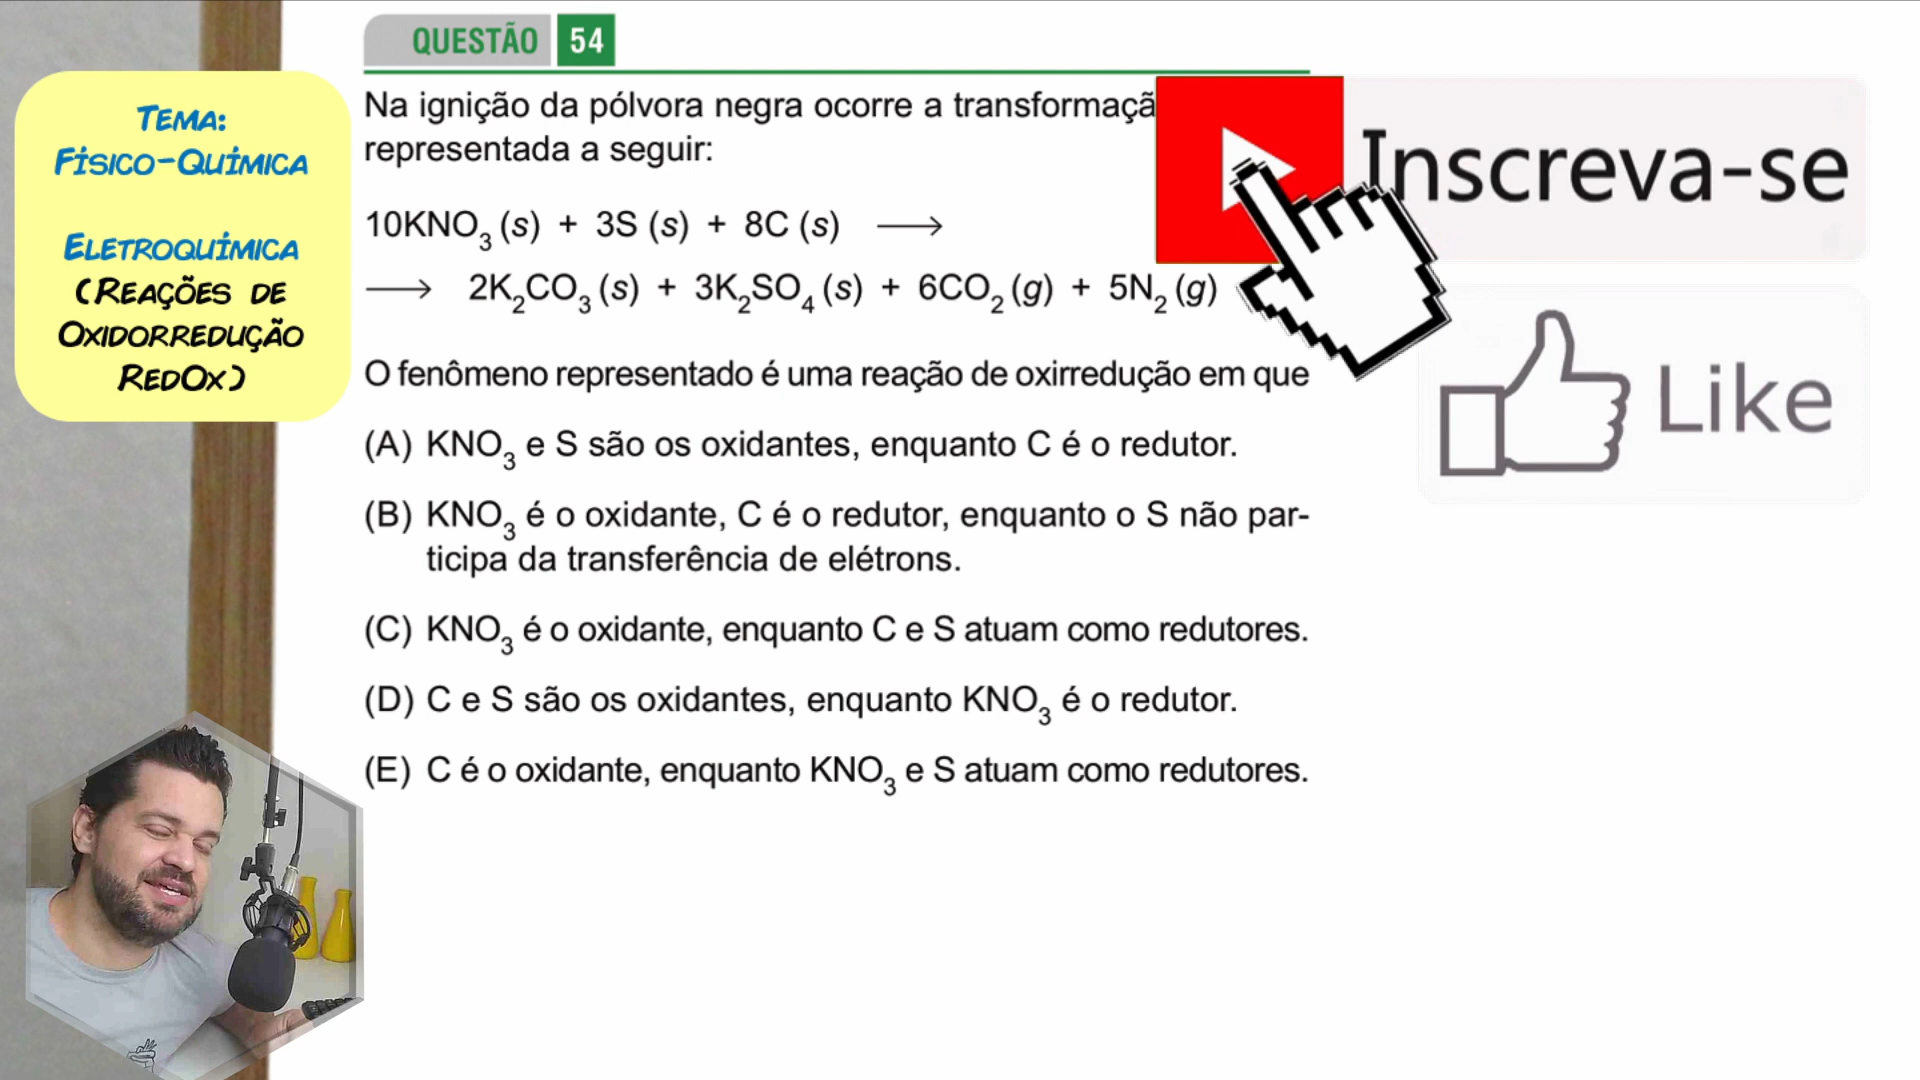 QUESTÃO 54
TEMA:
FÍSICO-QUÍMICA
ELETROQUÍMICA
(REAÇÕES DE
OXIDORREDUÇÃO
REDOX)
Na ignição da pólvora negra ocorre a transformaçã
representada a seguir:
10KNO₃ (s) + 3S (s) + 8C (s) ⟶
⟶ 2K₂CO₃ (s) + 3K₂SO₄ (s) + 6CO₂ (g) + 5N₂ (g)
O fenômeno representado é uma reação de oxirredução em que
(A) KNO₃ e S são os oxidantes, enquanto C é o redutor.
(B) KNO₃ é o oxidante, C é o redutor, enquanto o S não par-
ticipa da transferência de elétrons.
(C) KNO₃ é o oxidante, enquanto C e S atuam como redutores.
(D) C e S são os oxidantes, enquanto KNO₃ é o redutor.
(E) C é o oxidante, enquanto KNO₃ e S atuam como redutores.
Inscreva-se
Like